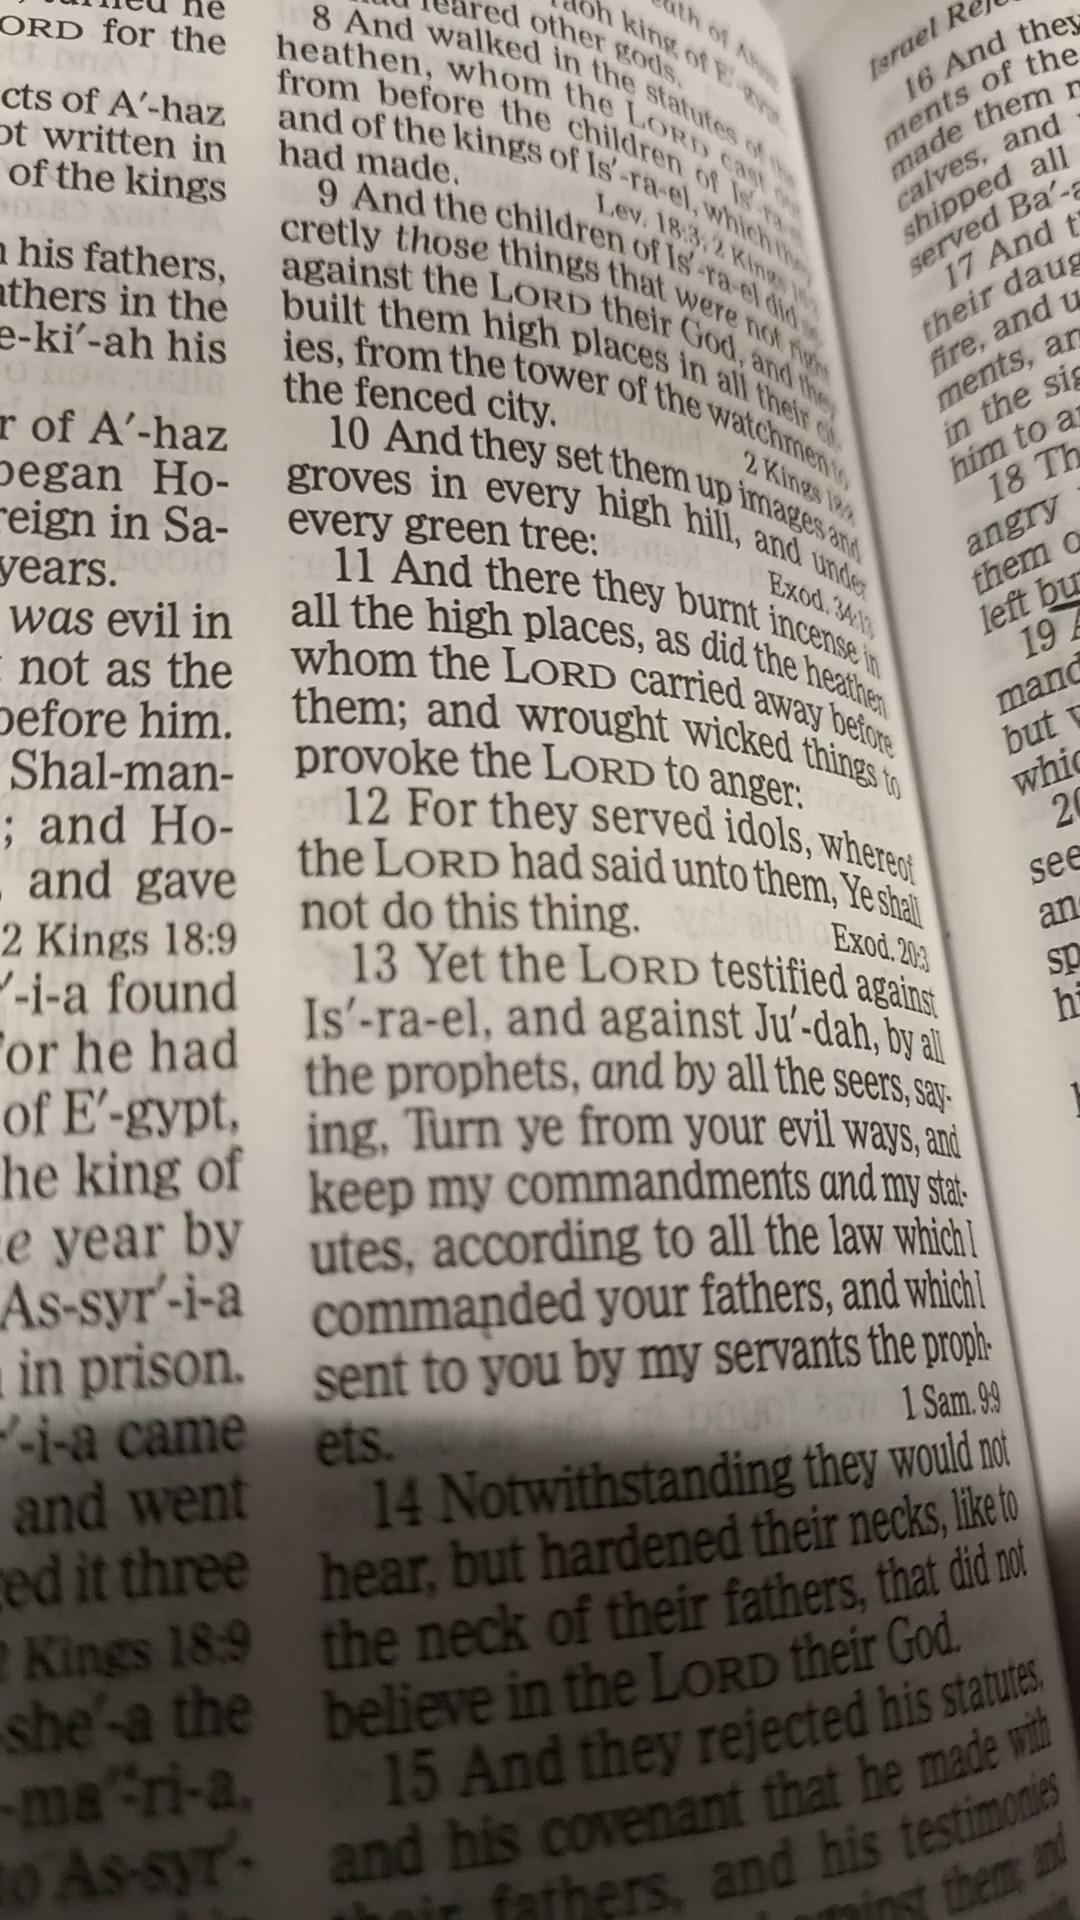 he
ORD for the
cts of A′-haz
ot written in
of the kings
his fathers,
athers in the
e-ki′-ah his
r of A′-haz
began Ho-
reign in Sa-
years.
was evil in
not as the
before him.
Shal-man-
; and Ho-
and gave
2 Kings 18:9
′-i-a found
for he had
of E′-gypt,
he king of
e year by
As-syr′-i-a
in prison.
′-i-a came
and went
ed it three
Kings 18:9
she′-a the
-ma′-ri-a,
to As-syr′-
raoh king of E′-gypt,
feared other gods,
8 And walked in the statutes of the
heathen, whom the LORD cast out
from before the children of Is′-ra-el,
and of the kings of Is′-ra-el, which they
had made.
Lev. 18:3; 2 Kings
9 And the children of Is′-ra-el did se-
cretly those things that were not right
against the LORD their God, and they
built them high places in all their cit-
ies, from the tower of the watchmen to
the fenced city.
2 Kings 18:8
10 And they set them up images and
groves in every high hill, and under
every green tree:
Exod. 34:13
11 And there they burnt incense in
all the high places, as did the heathen
whom the LORD carried away before
them; and wrought wicked things to
provoke the LORD to anger:
12 For they served idols, whereof
the LORD had said unto them, Ye shall
not do this thing.
Exod. 20:3
13 Yet the LORD testified against
Is′-ra-el, and against Ju′-dah, by all
the prophets, and by all the seers, say-
ing, Turn ye from your evil ways, and
keep my commandments and my stat-
utes, according to all the law which I
commanded your fathers, and which I
sent to you by my servants the proph-
ets.
1 Sam. 9:9
14 Notwithstanding they would not
hear, but hardened their necks, like to
the neck of their fathers, that did not
believe in the LORD their God.
15 And they rejected his statutes,
and his covenant that he made with
their fathers, and his testimonies
against them; and
Israel Reje
16 And they
ments of the
made them m
calves, and
shipped all
served Ba′-a
17 And t
their daug
fire, and u
ments, an
in the sig
him to a
18 Th
angry
them o
left bu
19 A
mand
but
whic
20
see
an
sp
hi